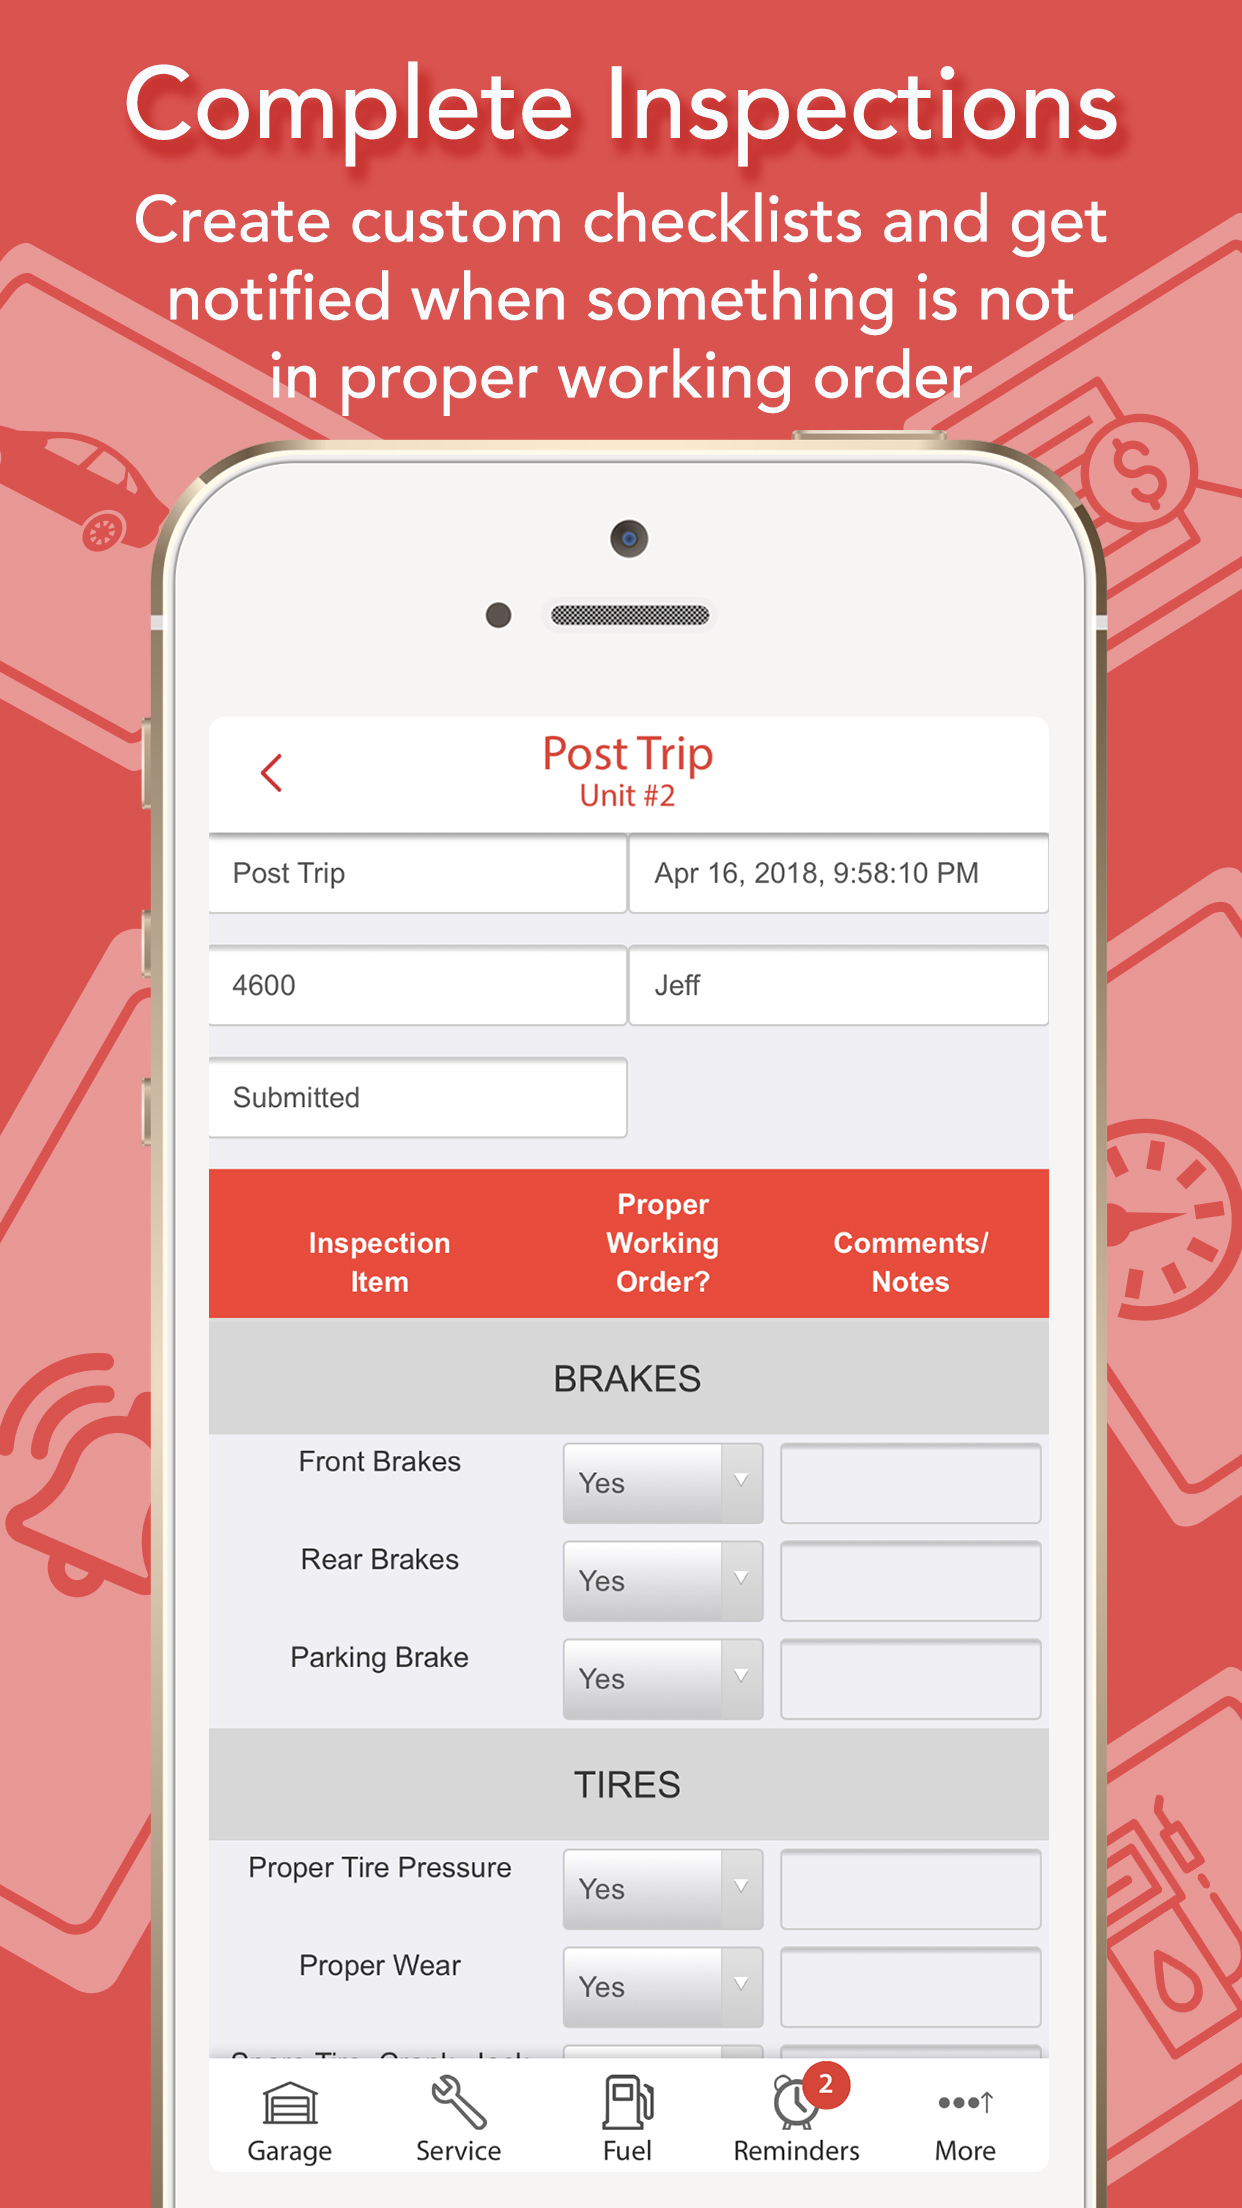 Complete Inspections
Create custom checklists and get
notified when something is not
in proper working order
Post Trip
Unit #2
Post Trip
Apr 16, 2018, 9:58:10 PM
4600
Jeff
Submitted
Inspection
Item
Proper
Working
Order?
Comments/
Notes
BRAKES
Front Brakes
Yes
Rear Brakes
Yes
Parking Brake
Yes
TIRES
Proper Tire Pressure
Yes
Proper Wear
Yes
2
Garage
Service
Fuel
Reminders
More